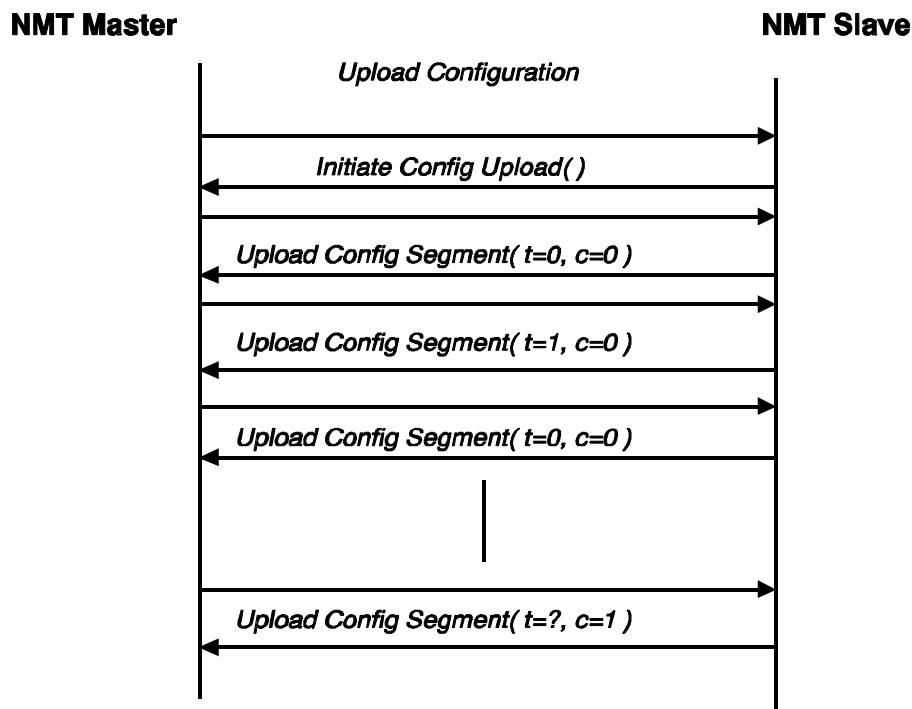 NMT Master
NMT Slave
Upload Configuration
Initiate Config Upload( )
Upload Config Segment( t=0, c=0 )
Upload Config Segment( t=1, c=0 )
Upload Config Segment( t=0, c=0 )
Upload Config Segment( t=?, c=1 )